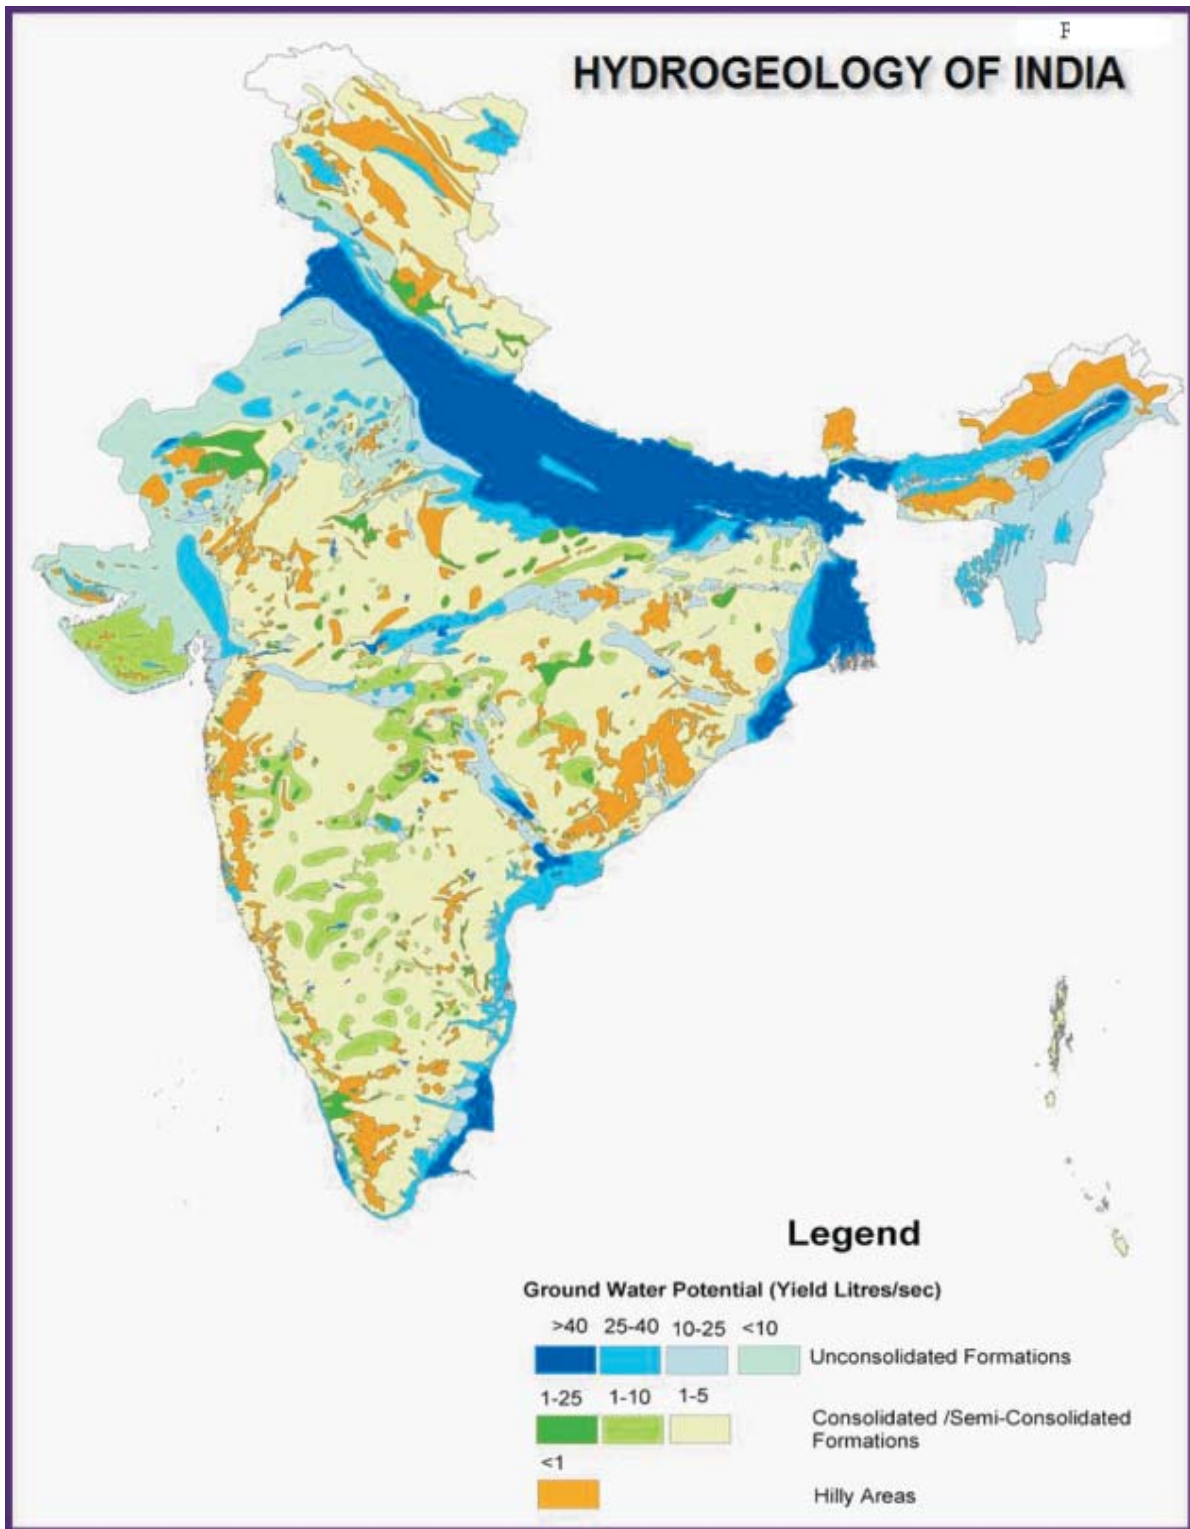 F
HYDROGEOLOGY OF INDIA
Legend
Ground Water Potential (Yield Litres/sec)
>40 25-40 10-25 <10
Unconsolidated Formations
1-25 1-10 1-5
Consolidated /Semi-Consolidated
Formations
<1
Hilly Areas